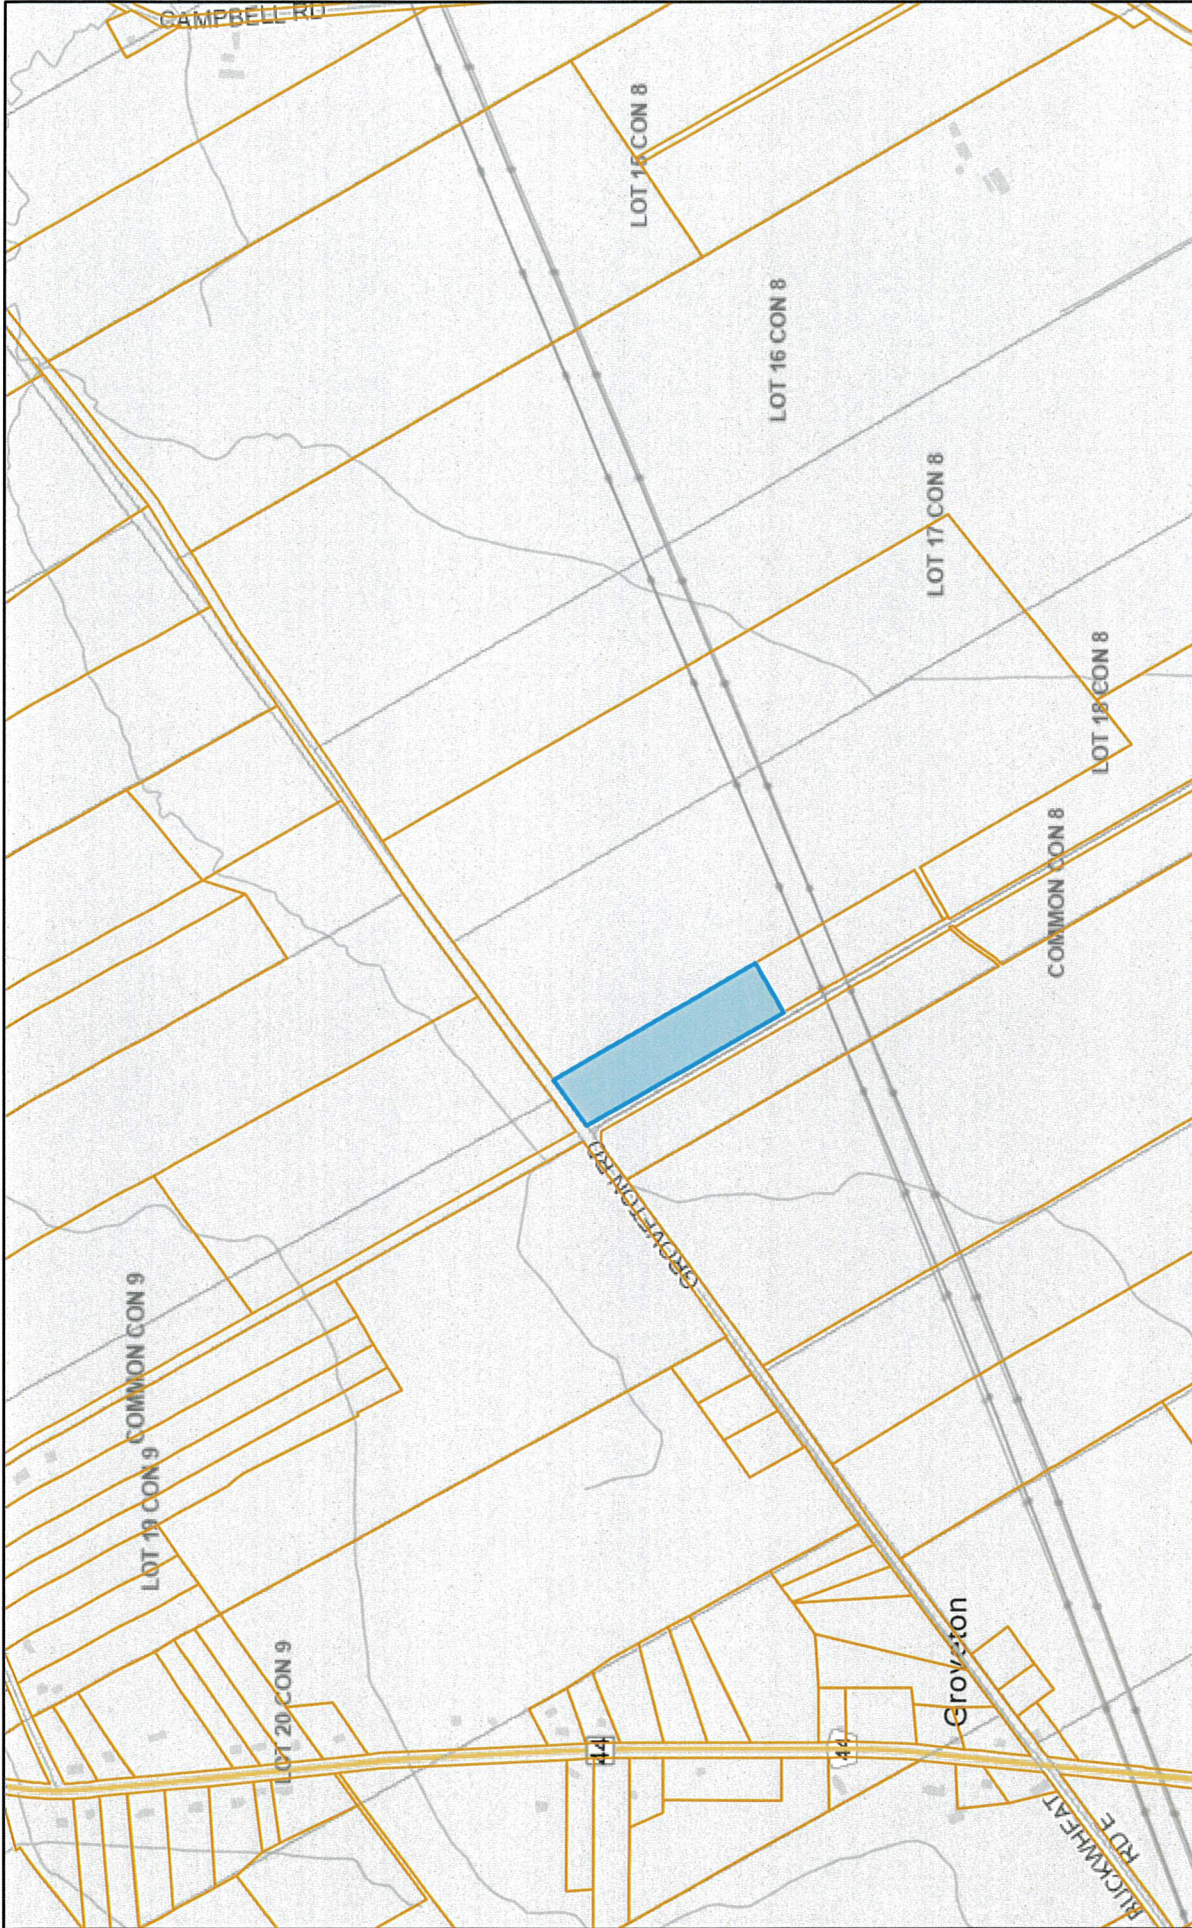 CAMPBELL RD
LOT 15 CON 8
LOT 16 CON 8
LOT 17 CON 8
LOT 18 CON 8
COMMON CON 8
GROVETON RD
COMMON CON 9
LOT 19 CON 9
LOT 20 CON 9
Groveton
44
44
BUCKWHEAT
RD E